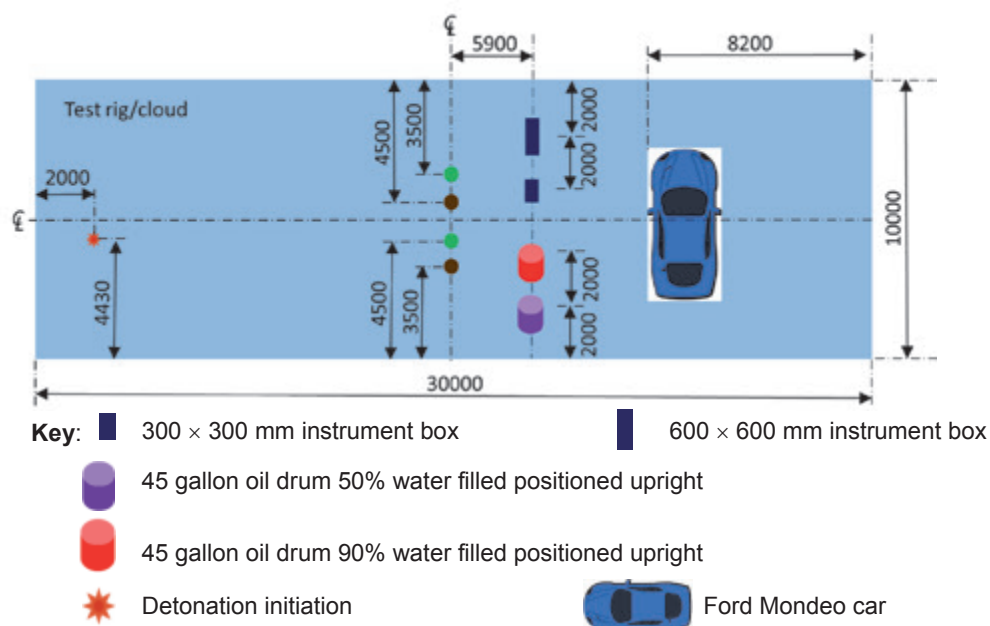 ℄
5900
8200
Test rig/cloud
2000
4500
3500
2000
2000
℄
10000
4430
4500
3500
2000
2000
30000
Key:
300 × 300 mm instrument box
600 × 600 mm instrument box
45 gallon oil drum 50% water filled positioned upright
45 gallon oil drum 90% water filled positioned upright
Detonation initiation
Ford Mondeo car